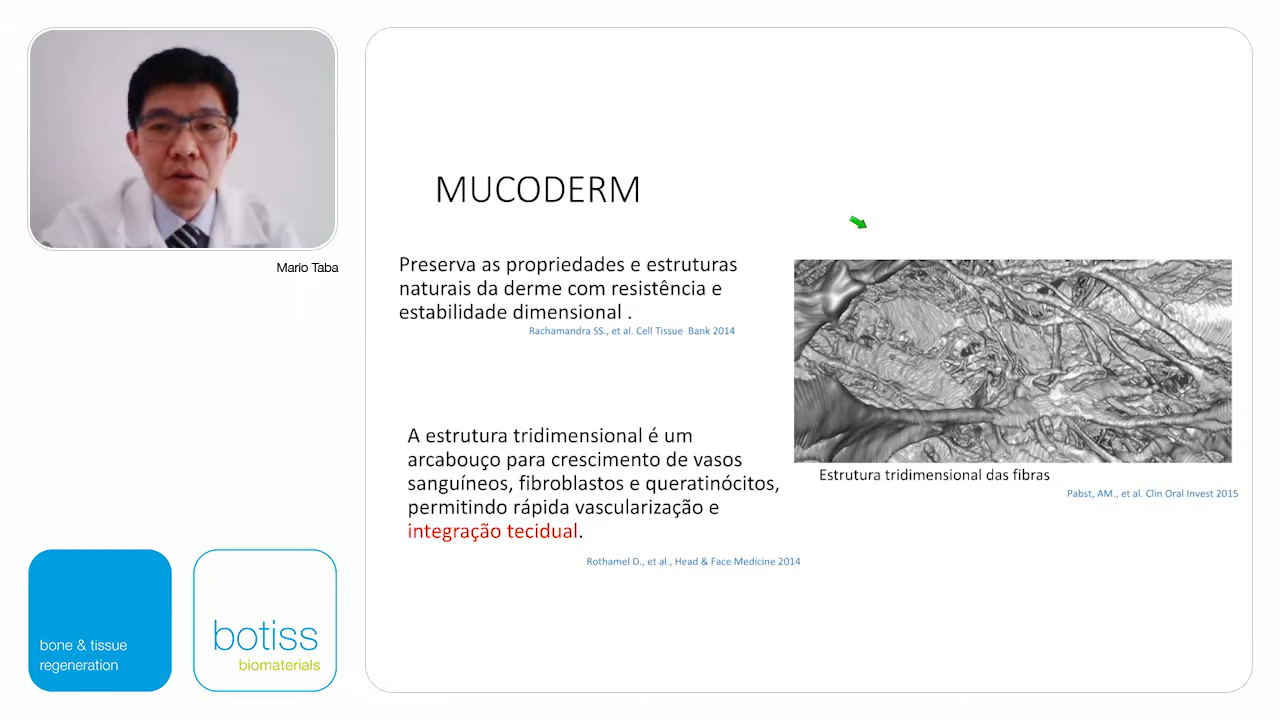 Mario Taba
bone & tissue
regeneration
botiss
biomaterials
MUCODERM
Preserva as propriedades e estruturas
naturais da derme com resistência e
estabilidade dimensional .
Rachamandra SS., et al. Cell Tissue Bank 2014
A estrutura tridimensional é um
arcabouço para crescimento de vasos
sanguíneos, fibroblastos e queratinócitos,
permitindo rápida vascularização e
integração tecidual.
Rothamel D., et al., Head & Face Medicine 2014
Estrutura tridimensional das fibras
Pabst, AM., et al. Clin Oral Invest 2015